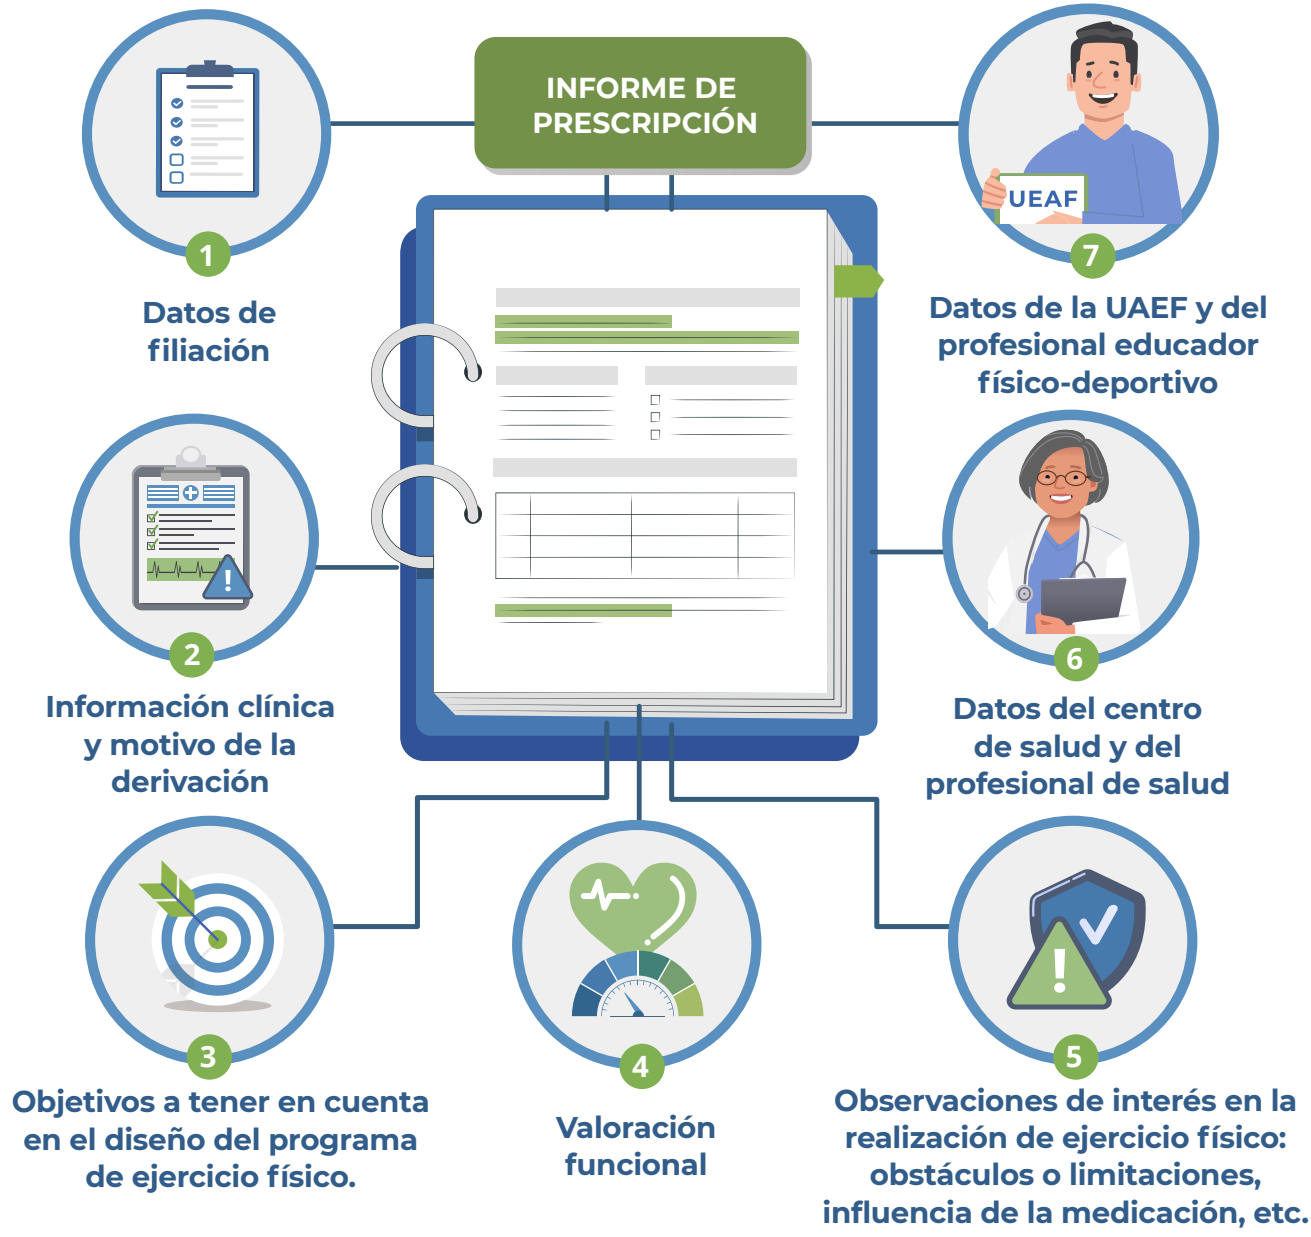 INFORME DE
PRESCRIPCIÓN
1
Datos de
filiación
2
Información clínica
y motivo de la
derivación
3
Objetivos a tener en cuenta
en el diseño del programa
de ejercicio físico.
4
Valoración
funcional
5
Observaciones de interés en la
realización de ejercicio físico:
obstáculos o limitaciones,
influencia de la medicación, etc.
6
Datos del centro
de salud y del
profesional de salud
UEAF
7
Datos de la UAEF y del
profesional educador
físico-deportivo